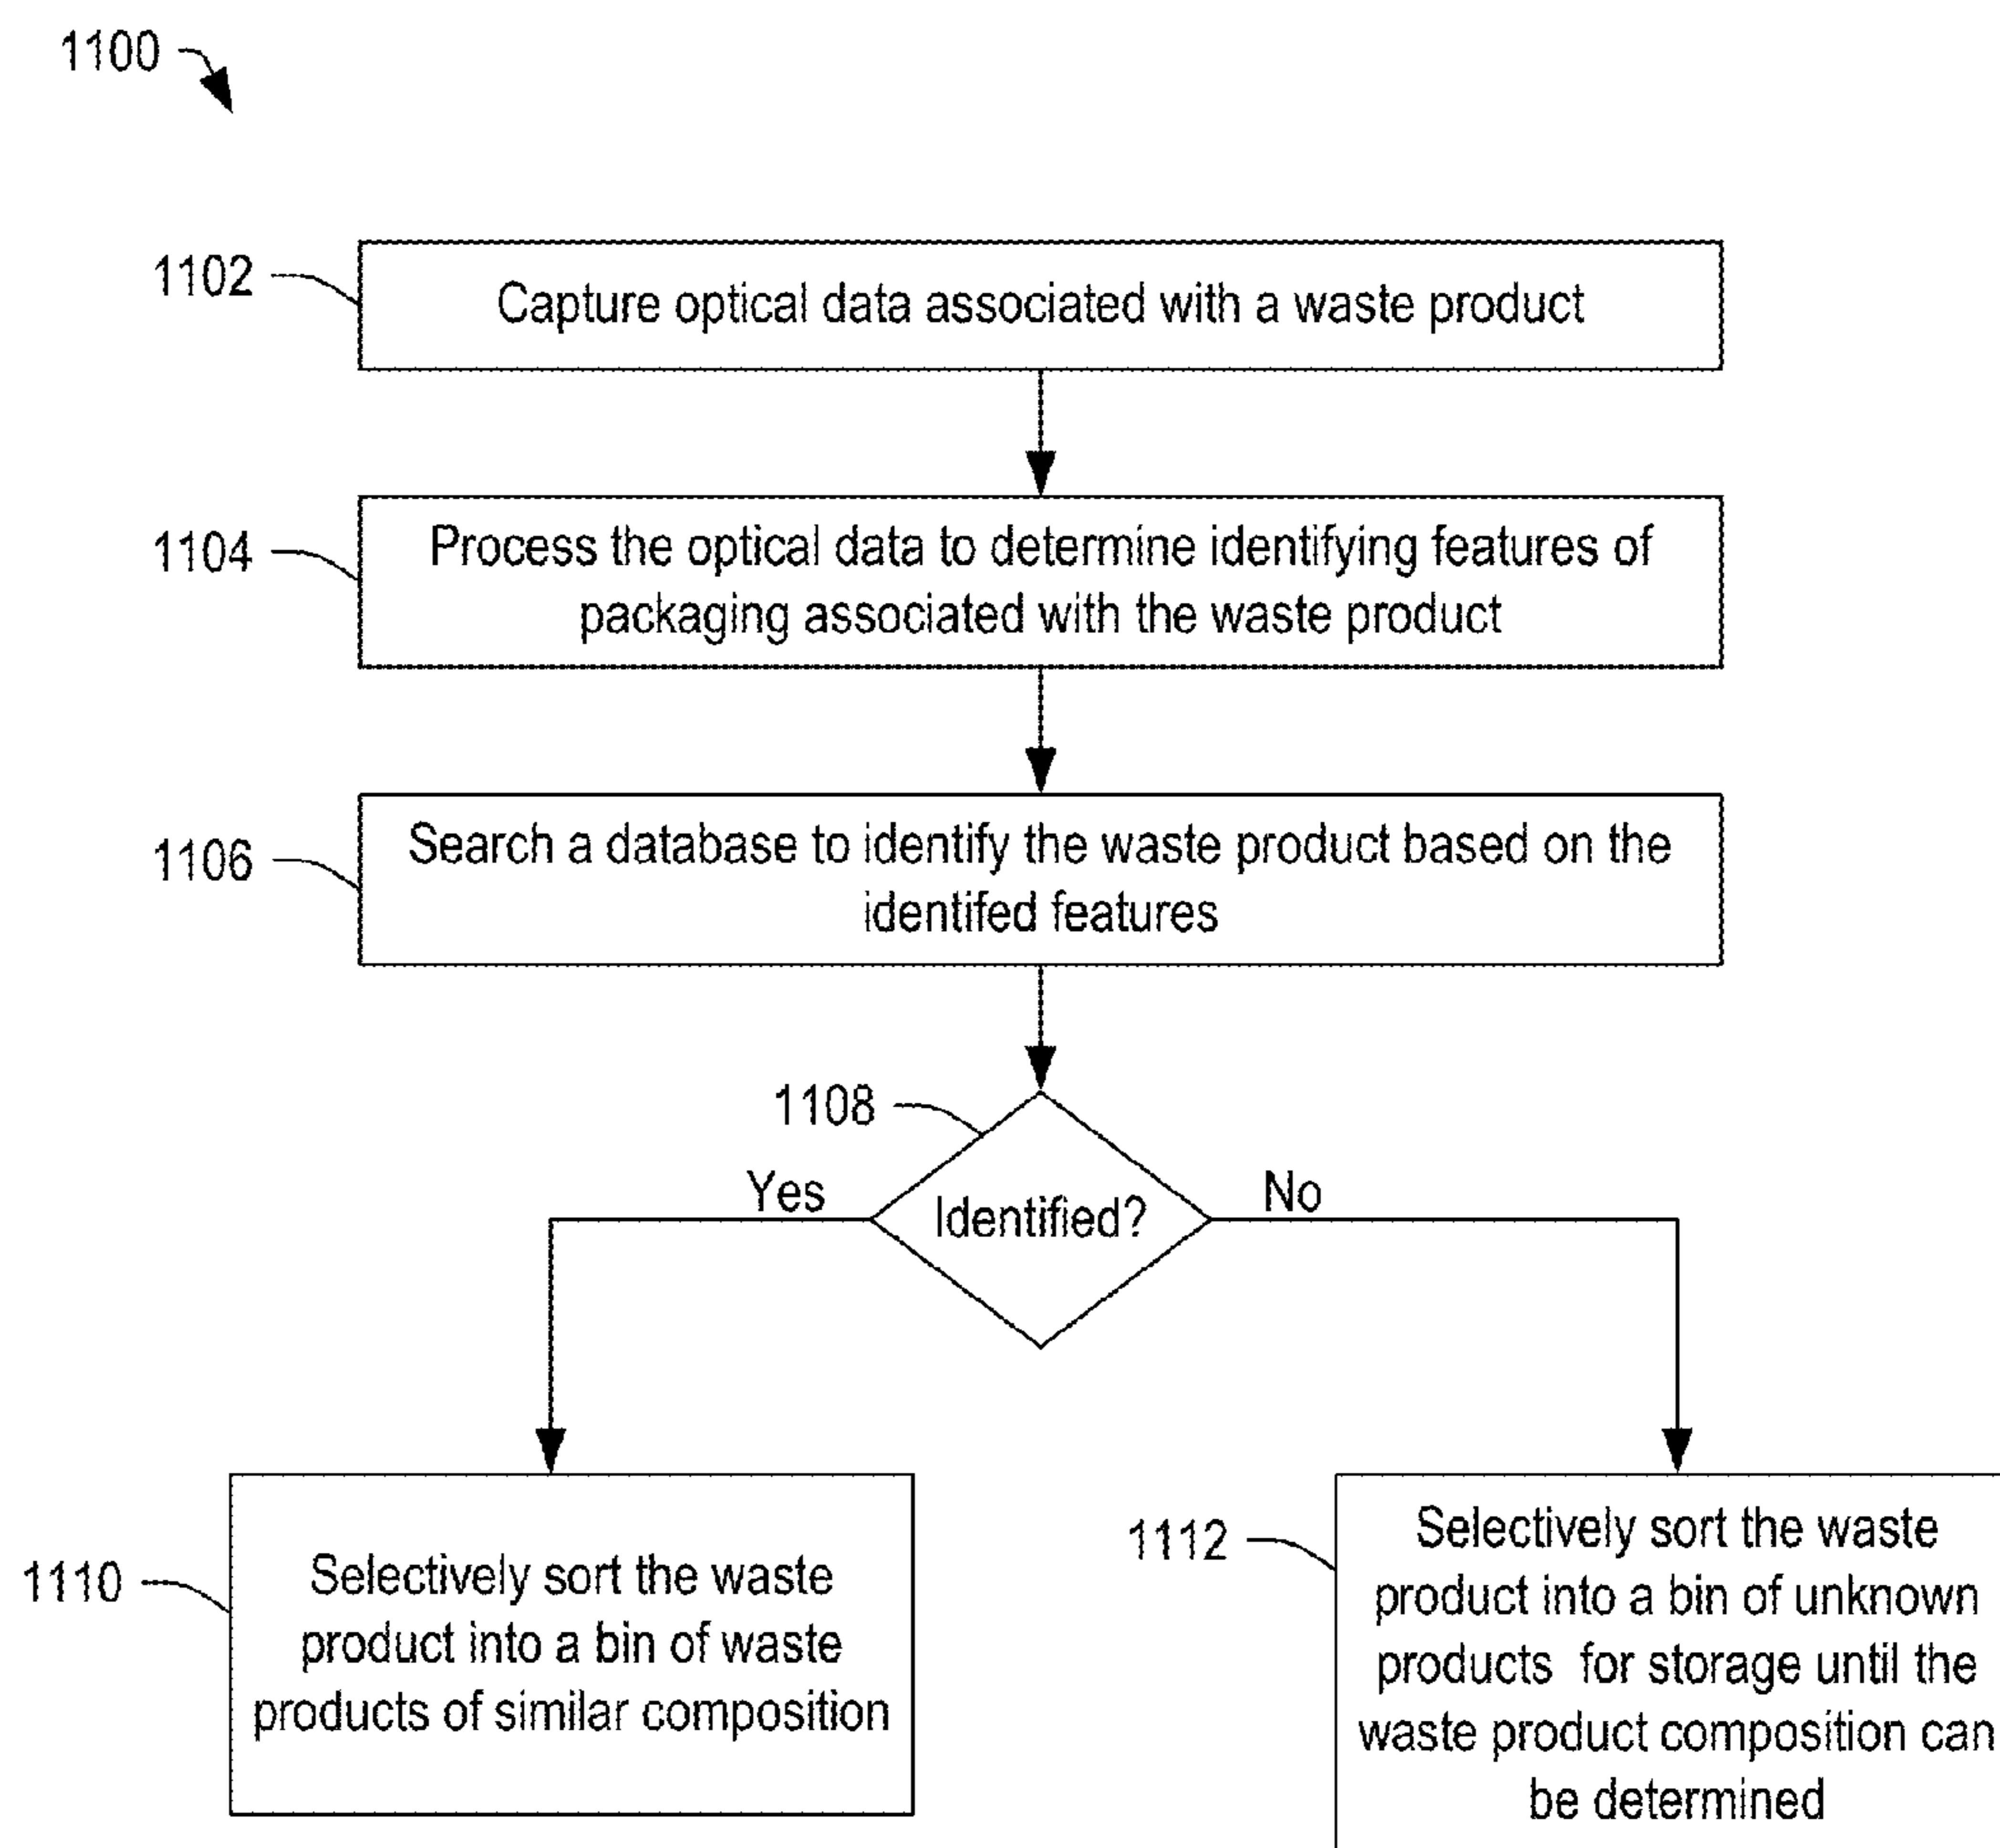 1100
1102
Capture optical data associated with a waste product
1104
Process the optical data to determine identifying features of
packaging associated with the waste product
1106
Search a database to identify the waste product based on the
identifed features
1108
Yes
Identified?
No
1110
Selectively sort the waste
product into a bin of waste
products of similar composition
1112
Selectively sort the waste
product into a bin of unknown
products for storage until the
waste product composition can
be determined